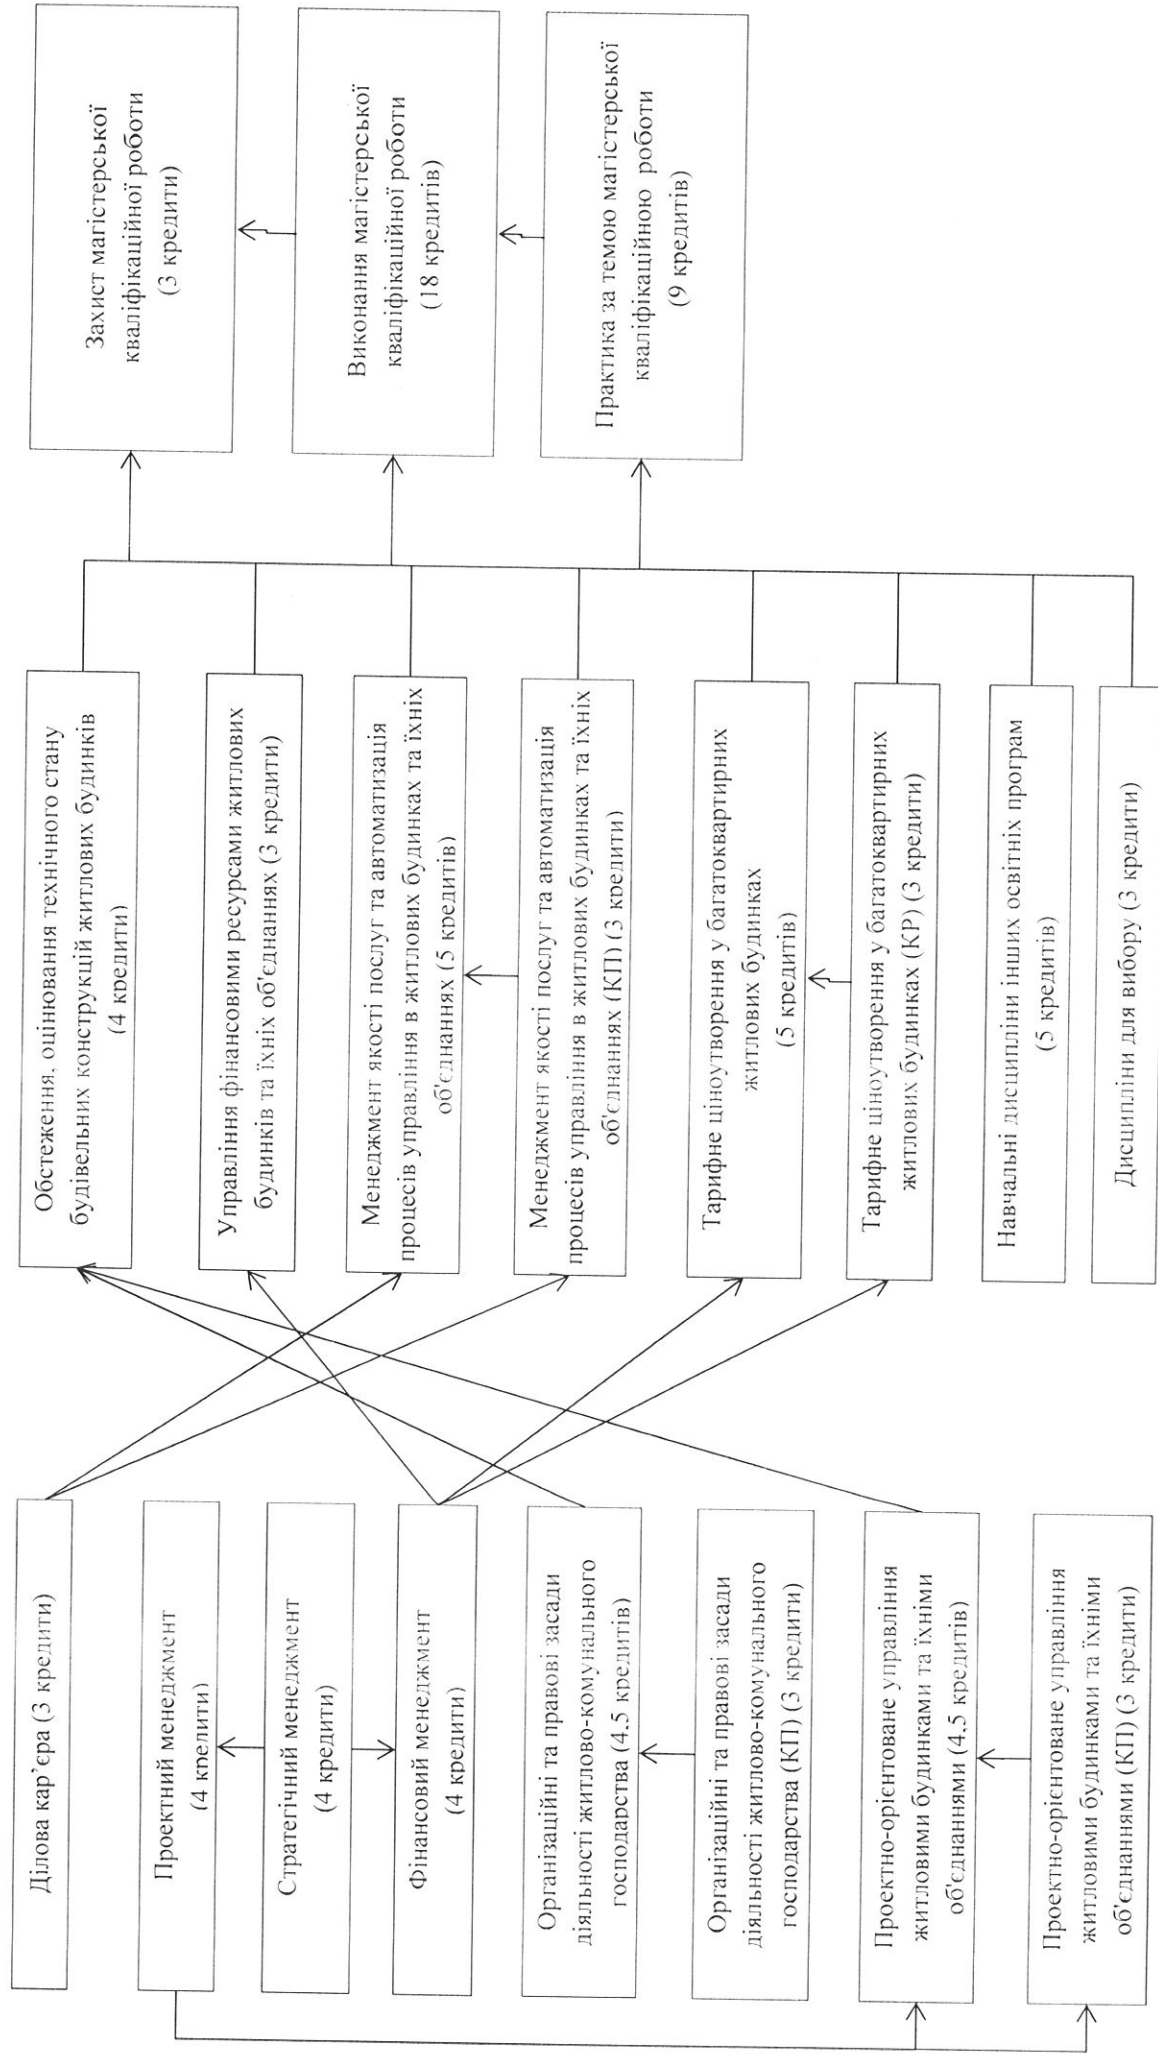 Ділова кар'єра (3 кредити)
Проектний менеджмент
(4 кредити)
Стратегічний менеджмент
(4 кредити)
Фінансовий менеджмент
(4 кредити)
Організаційні та правові засади
діяльності житлово-комунального
господарства (4,5 кредитів)
Організаційні та правові засади
діяльності житлово-комунального
господарства (КП) (3 кредити)
Проектно-орієнтоване управління
житловими будинками та їхніми
об'єднаннями (4,5 кредитів)
Проектно-орієнтоване управління
житловими будинками та їхніми
об'єднаннями (КП) (3 кредити)
Обстеження, оцінювання технічного стану
будівельних конструкцій житлових будинків
(4 кредити)
Управління фінансовими ресурсами житлових
будинків та їхніх об'єднаннях (3 кредити)
Менеджмент якості послуг та автоматизація
процесів управління в житлових будинках та їхніх
об'єднаннях (5 кредитів)
Менеджмент якості послуг та автоматизація
процесів управління в житлових будинках та їхніх
об'єднаннях (КП) (3 кредити)
Тарифне ціноутворення у багатоквартирних
житлових будинках
(5 кредитів)
Тарифне ціноутворення у багатоквартирних
житлових будинках (КР) (3 кредити)
Навчальні дисципліни інших освітніх програм
(5 кредитів)
Дисципліни для вибору (3 кредити)
Захист магістерської
кваліфікаційної роботи
(3 кредити)
Виконання магістерської
кваліфікаційної роботи
(18 кредитів)
Практика за темою магістерської
кваліфікаційною роботи
(9 кредитів)